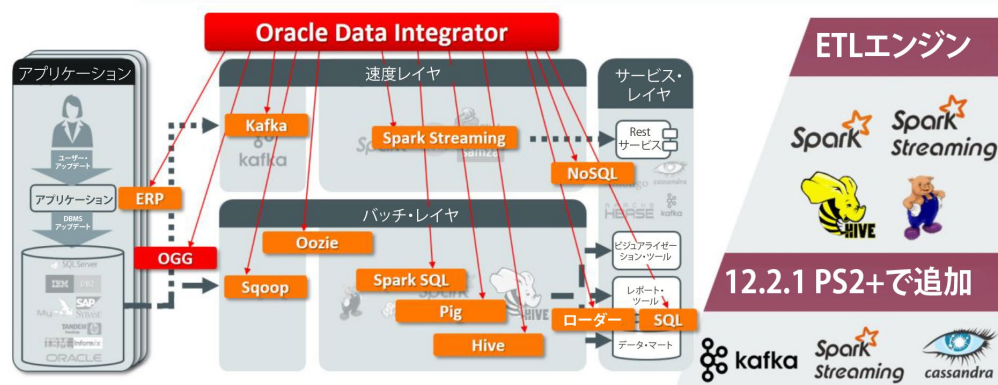 Oracle Data Integrator
アプリケーション
ユーザー・
アップデート
アプリケーション
DBMS
アップデート
SQL Server
IBM
My
SAP
SYBASE
TANDEM
Informix
ORACLE
ERP
OGG
速度レイヤ
Kafka
kafka
Spark Streaming
samza
NoSQL
バッチ・レイヤ
Oozie
Sqoop
Spark SQL
Spark
Pig
Hive
HIVE
サービス・
レイヤ
Rest
サービス
cassandra
HBASE
kafka
ビジュアライゼー
ション・ツール
レポート・
ツール
ローダー
SQL
データ・マート
ETLエンジン
Spark
Spark
Streaming
HIVE
12.2.1 PS2+で追加
kafka
Spark
Streaming
cassandra